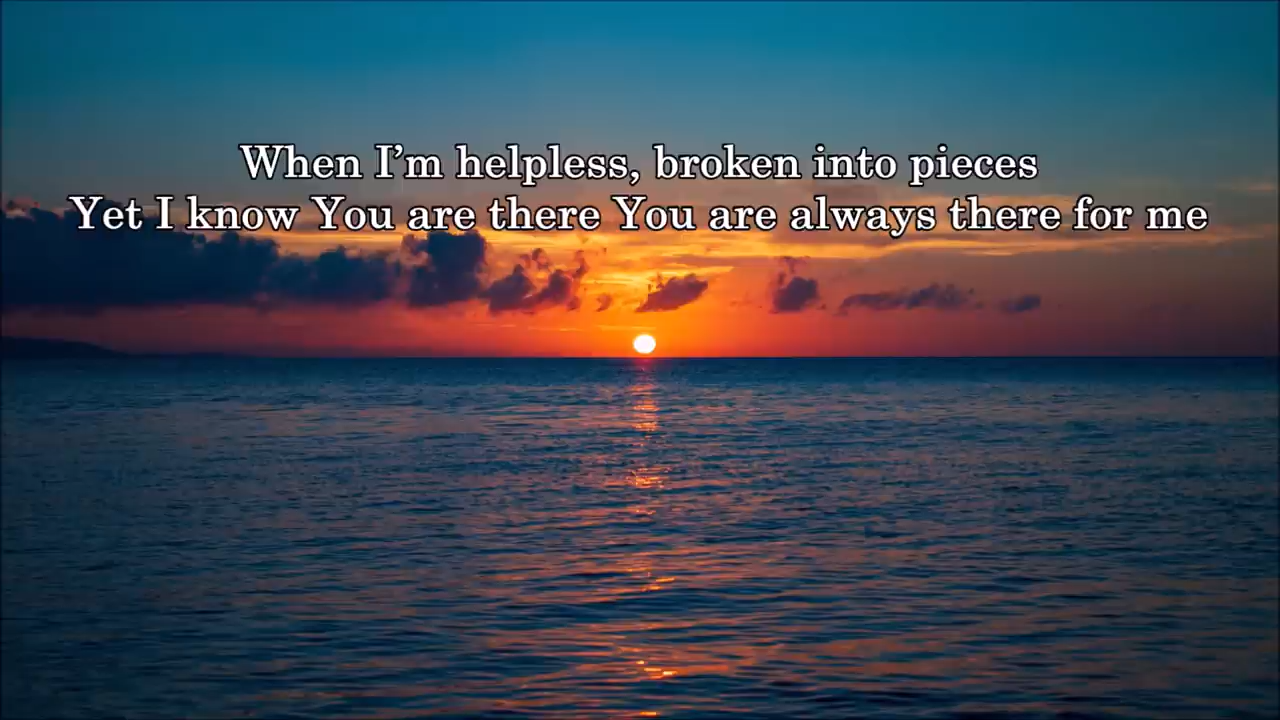 When I’m helpless, broken into pieces
Yet I know You are there You are always there for me